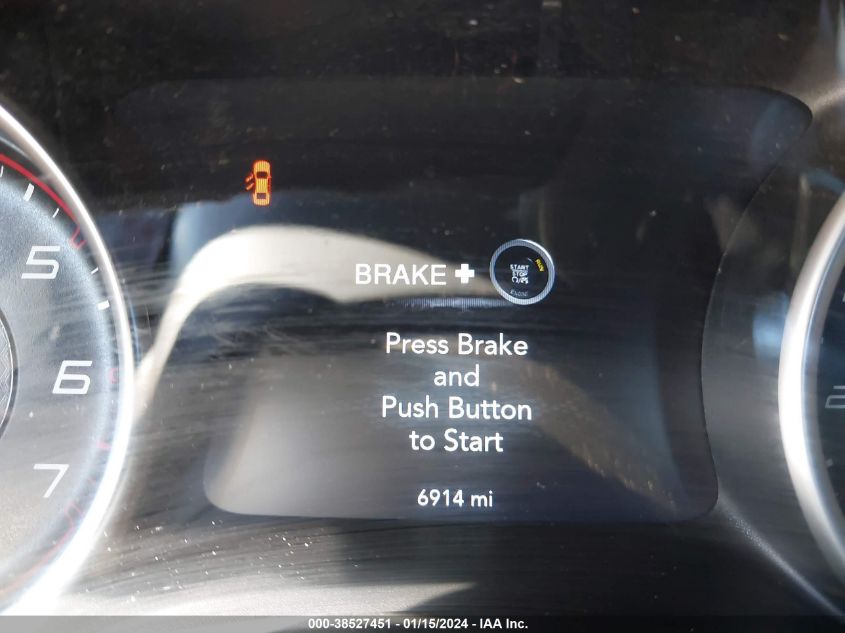 5
6
7
BRAKE +
START
STOP
RUN
Press Brake
and
Push Button
to Start
6914 mi
000-38527451 - 01/15/2024 - IAA Inc.